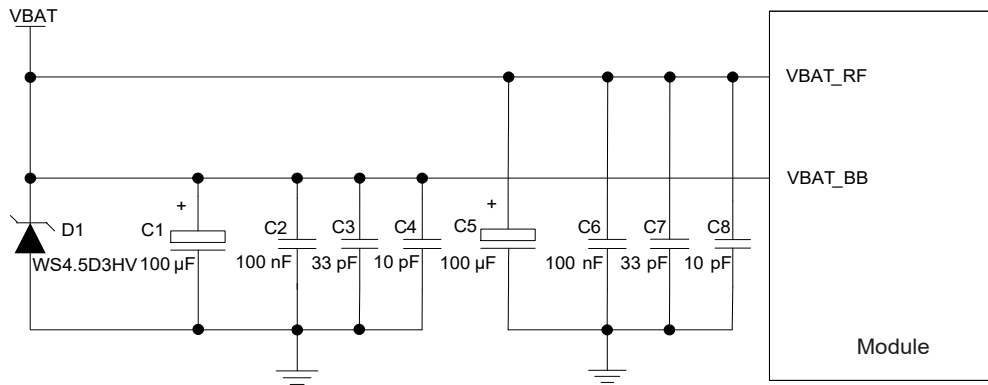 VBAT
VBAT_RF
VBAT_BB
+
+
D1
C1
C2
C3
C4
C5
C6
C7
C8
WS4.5D3HV
100 µF
100 nF
33 pF
10 pF
100 µF
100 nF
33 pF
10 pF
Module